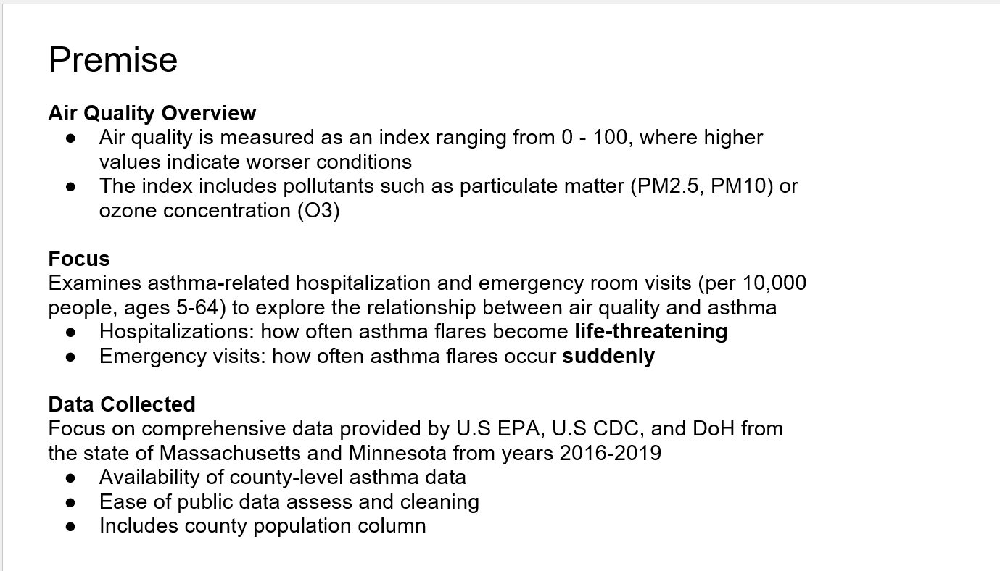 Premise
Air Quality Overview
● Air quality is measured as an index ranging from 0 - 100, where higher
values indicate worser conditions
● The index includes pollutants such as particulate matter (PM2.5, PM10) or
ozone concentration (O3)
Focus
Examines asthma-related hospitalization and emergency room visits (per 10,000
people, ages 5-64) to explore the relationship between air quality and asthma
● Hospitalizations: how often asthma flares become life-threatening
● Emergency visits: how often asthma flares occur suddenly
Data Collected
Focus on comprehensive data provided by U.S EPA, U.S CDC, and DoH from
the state of Massachusetts and Minnesota from years 2016-2019
● Availability of county-level asthma data
● Ease of public data assess and cleaning
● Includes county population column